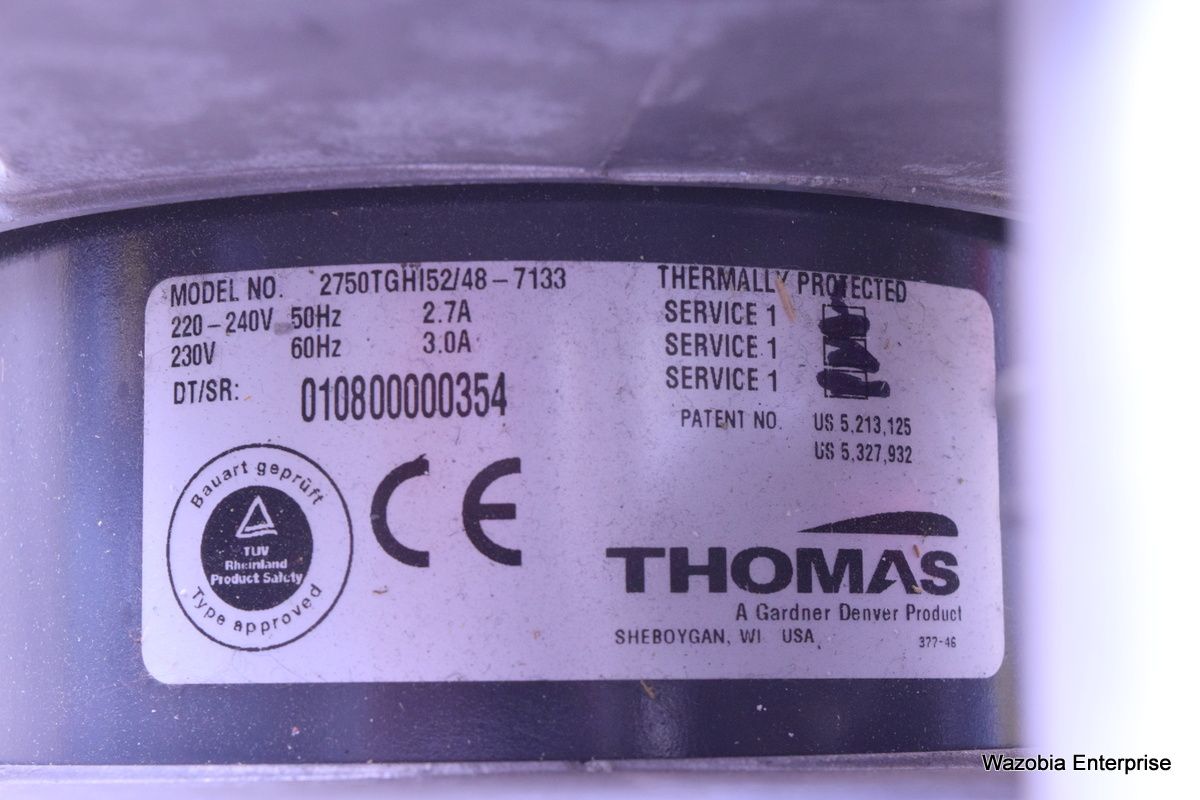 MODEL NO. 2750TGHI52/48-7133
220-240V 50Hz 2.7A
230V 60Hz 3.0A
DT/SR: 010800000354
THERMALLY PROTECTED
SERVICE 1
SERVICE 1
SERVICE 1
PATENT NO. US 5,213,125
US 5,327,932
Bauart geprüft
TUV
Rheinland
Product Safety
Type approved
CE
THOMAS
A Gardner Denver Product
SHEBOYGAN, WI USA
377-46
Wazobia Enterprise